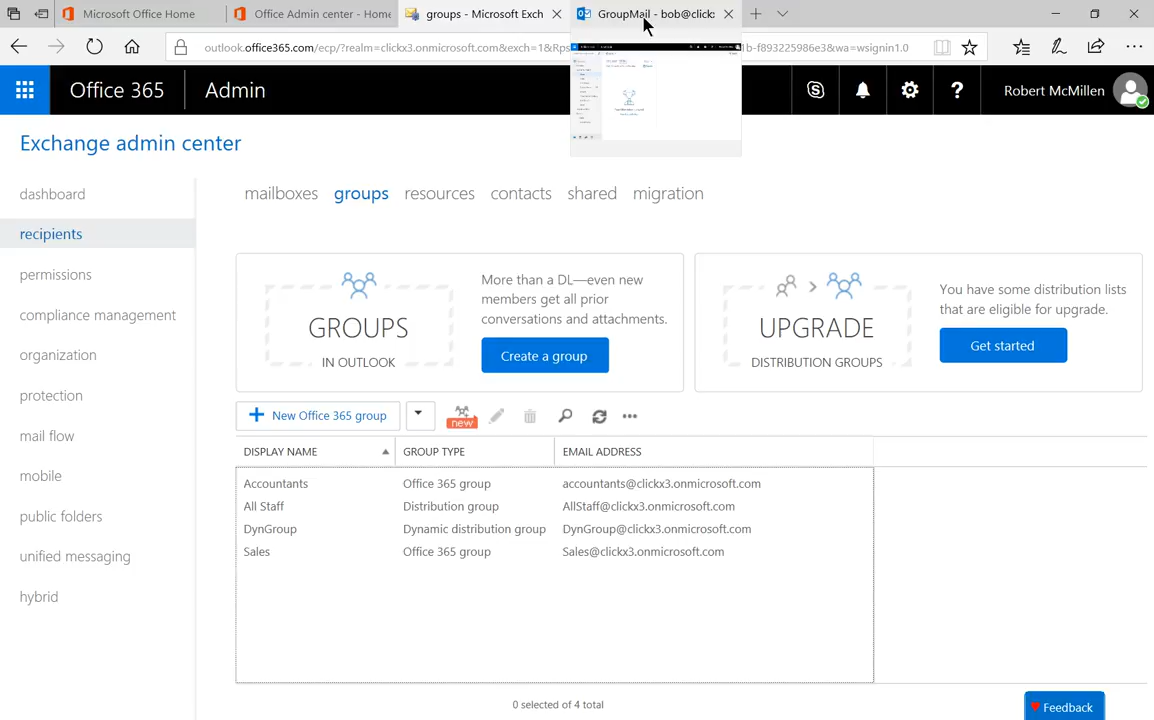 Microsoft Office Home
Office Admin center - Home
groups - Microsoft Exch
GroupMail - bob@click
outlook.office365.com/ecp/?realm=clickx3.onmicrosoft.com&exch=1&Rps
1b-f893225986e3&wa=wsignin1.0
Office 365
Admin
Robert McMillen
Exchange admin center
dashboard
recipients
permissions
compliance management
organization
protection
mail flow
mobile
public folders
unified messaging
hybrid
mailboxes groups resources contacts shared migration
GROUPS
IN OUTLOOK
More than a DL—even new
members get all prior
conversations and attachments.
Create a group
UPGRADE
DISTRIBUTION GROUPS
You have some distribution lists
that are eligible for upgrade.
Get started
New Office 365 group
new
DISPLAY NAME GROUP TYPE EMAIL ADDRESS
Accountants Office 365 group accountants@clickx3.onmicrosoft.com
All Staff Distribution group AllStaff@clickx3.onmicrosoft.com
DynGroup Dynamic distribution group DynGroup@clickx3.onmicrosoft.com
Sales Office 365 group Sales@clickx3.onmicrosoft.com
0 selected of 4 total
Feedback